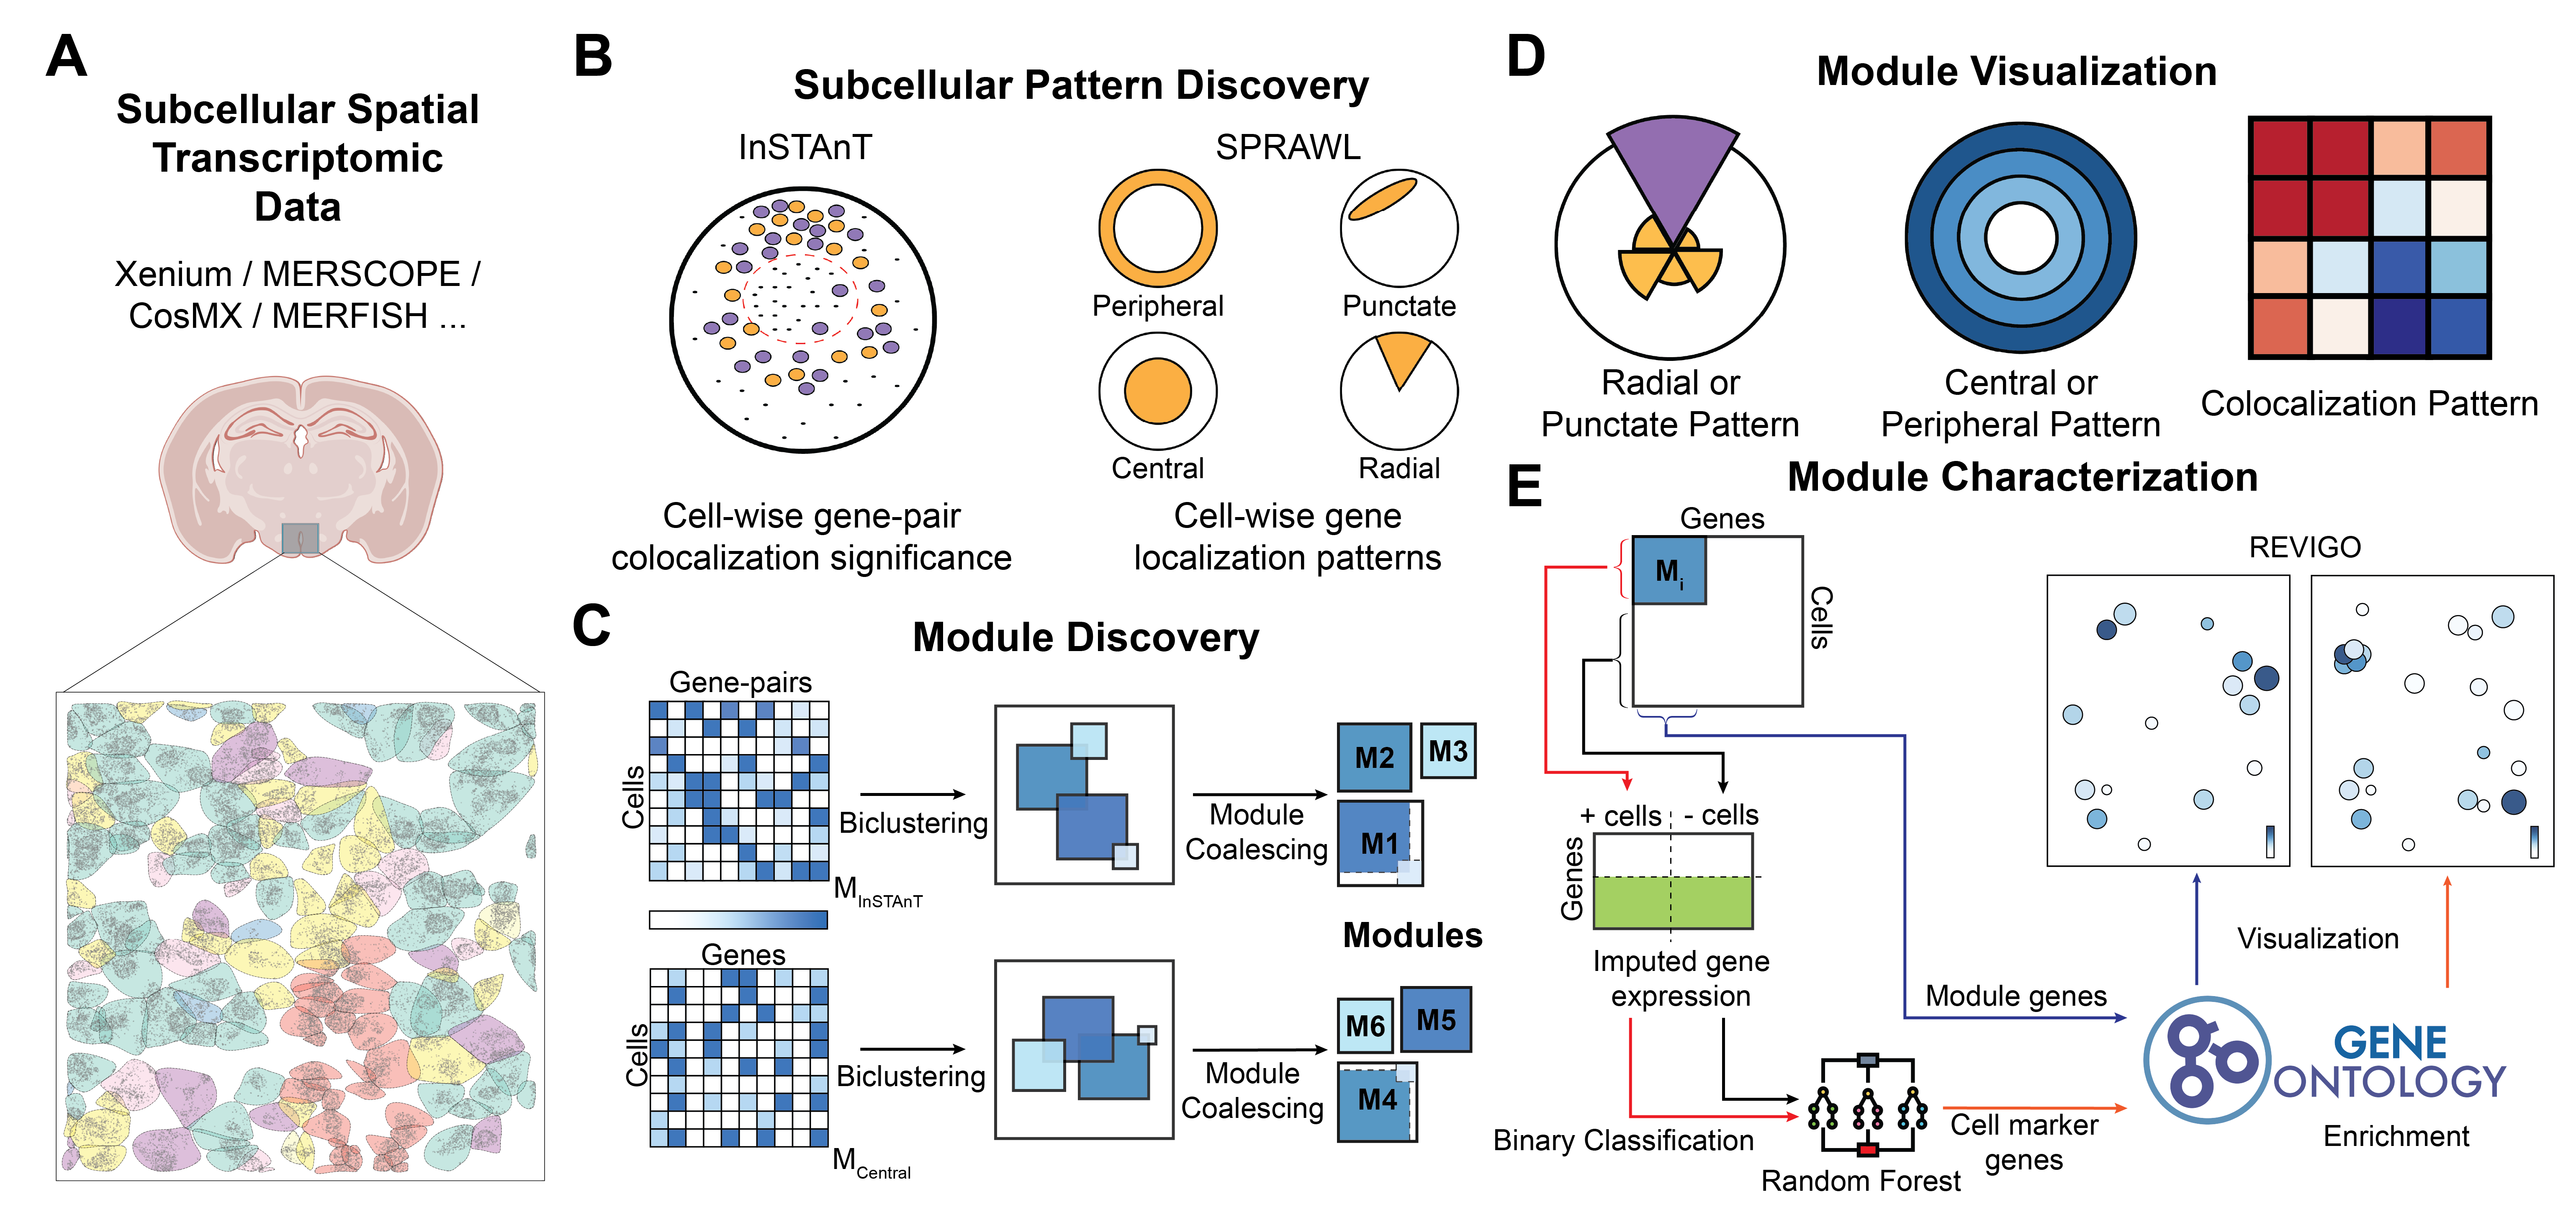 A
Subcellular Spatial
Transcriptomic
Data
Xenium / MERSCOPE /
CosMX / MERFISH ...
B
Subcellular Pattern Discovery
InSTAnT
SPRAWL
Peripheral
Punctate
Central
Radial
Cell-wise gene-pair
colocalization significance
Cell-wise gene
localization patterns
C
Module Discovery
Gene-pairs
Cells
M InSTAnT
Biclustering
Module
Coalescing
M2
M3
M1
Modules
Genes
Cells
M Central
Biclustering
Module
Coalescing
M6
M5
M4
D
Module Visualization
Radial or
Punctate Pattern
Central or
Peripheral Pattern
Colocalization Pattern
E
Module Characterization
Genes
M i
Cells
+ cells
- cells
Genes
Imputed gene
expression
Binary Classification
Random Forest
Module genes
Cell marker
genes
REVIGO
Visualization
GENE
ONTOLOGY
Enrichment